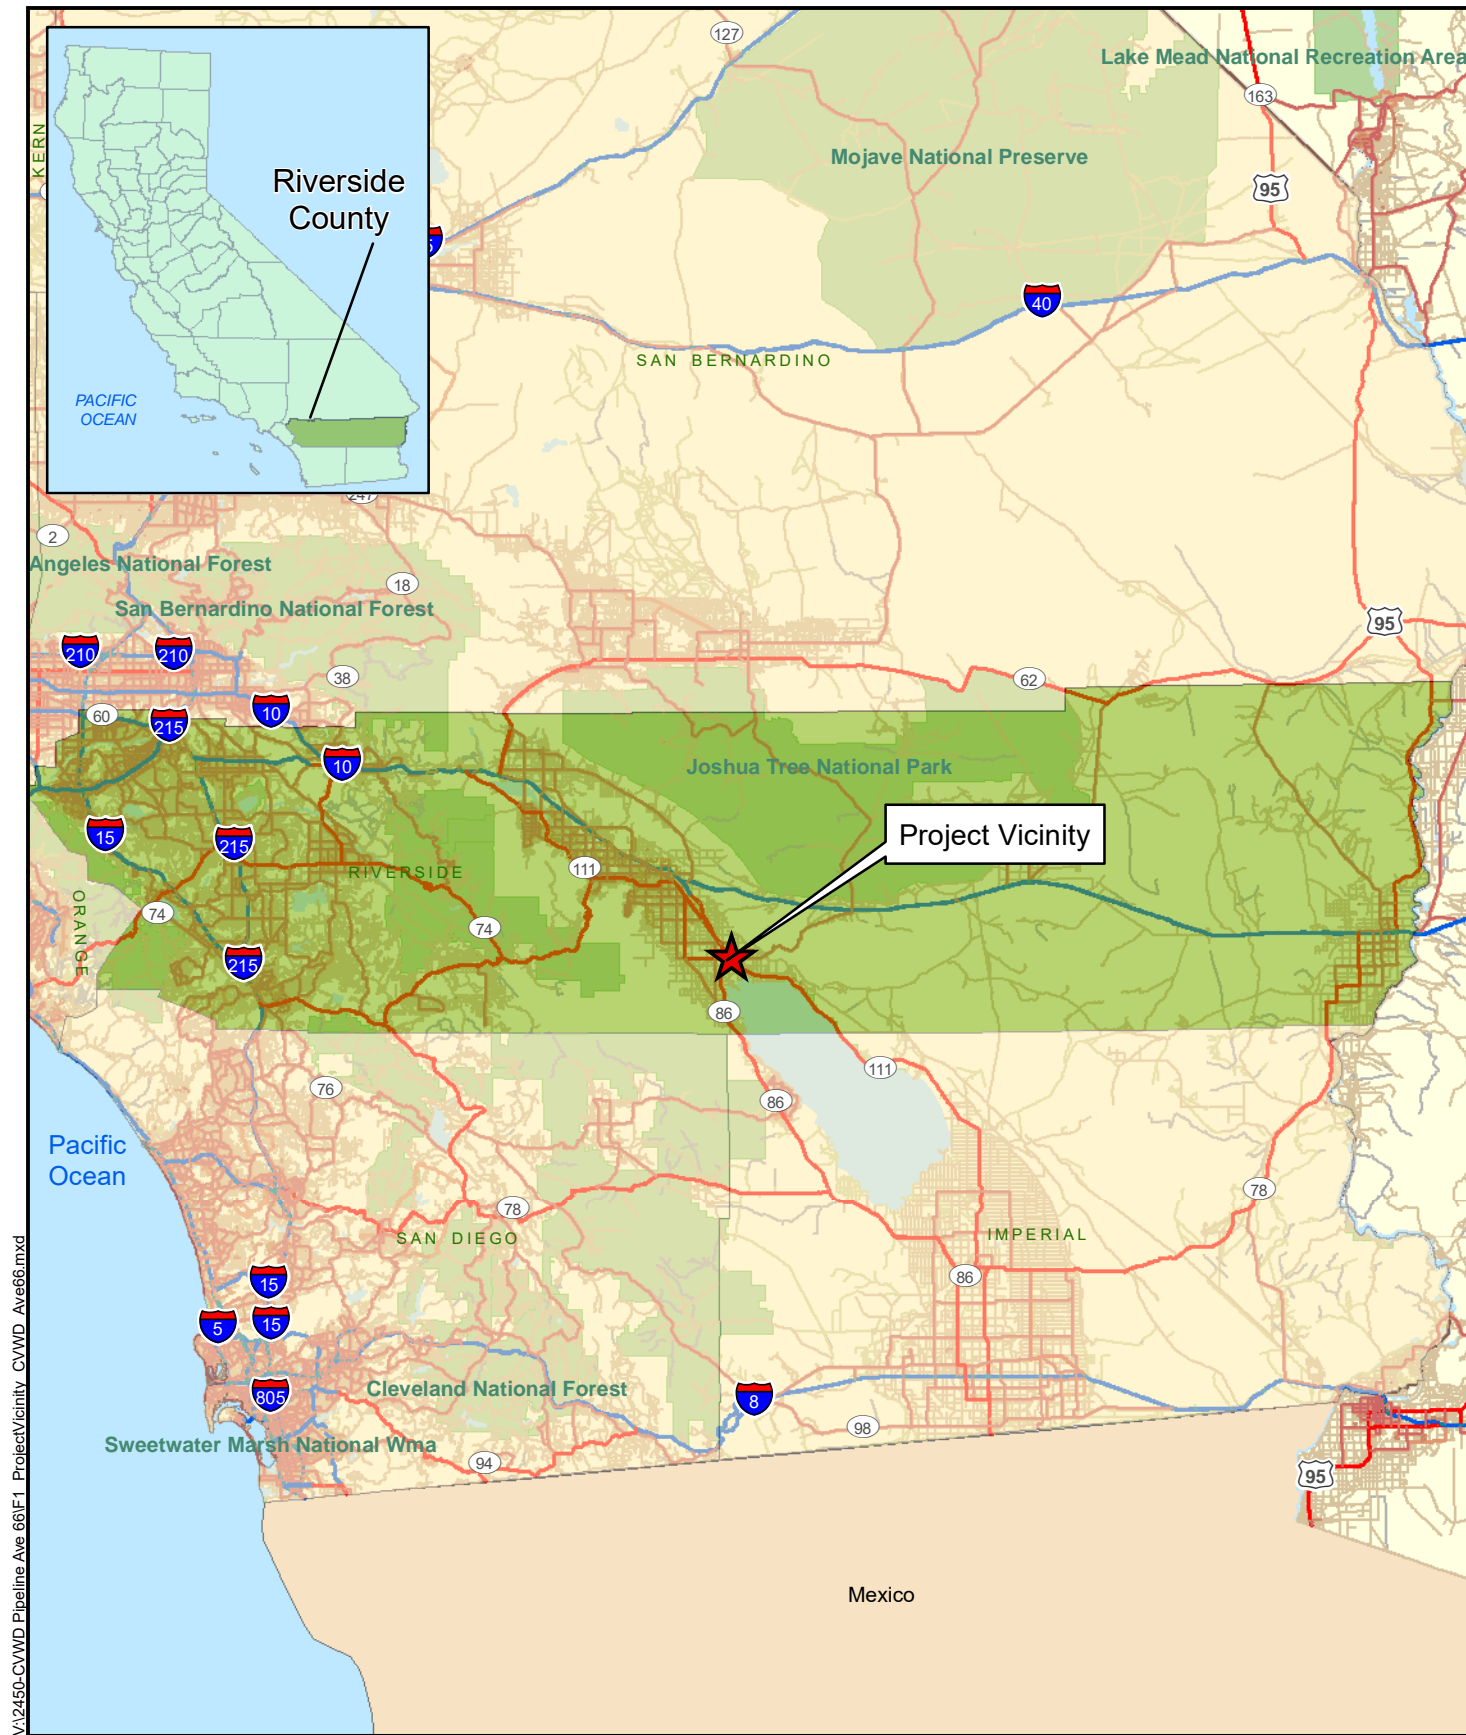 127
Lake Mead National Recreation Area
163
KERN
Mojave National Preserve
Riverside
County
95
40
SAN BERNARDINO
PACIFIC
OCEAN
247
2
Angeles National Forest
18
San Bernardino National Forest
95
210
210
38
62
10
60
215
10
Joshua Tree National Park
15
215
Project Vicinity
RIVERSIDE
111
ORANGE
74
74
215
86
111
76
86
Pacific
Ocean
78
78
SAN DIEGO
IMPERIAL
86
15
5
15
Cleveland National Forest
805
8
98
Sweetwater Marsh National Wma
94
95
Mexico
V:\2450-CVWD Pipeline Ave 66\F1_ProjectVicinity_CVWD_Ave66.mxd